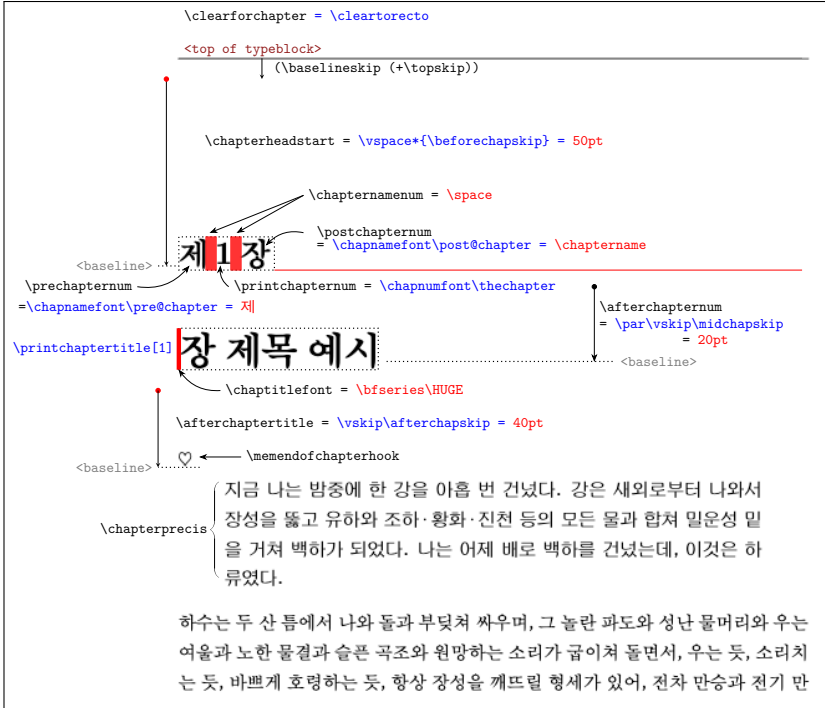 \clearforchapter = \cleartorecto
<top of typeblock>
(\baselineskip (+\topskip))
\chapterheadstart = \vspace*{\beforechapskip} = 50pt
\chapternamenum = \space
\postchapternum
= \chapnamefont\post@chapter = \chaptername
제 1 장
<baseline>
\prechapternum
\printchapternum = \chapnumfont\thechapter
=\chapnamefont\pre@chapter = 제
\afterchapternum
= \par\vskip\midchapskip
= 20pt
\printchaptertitle[1]
장 제목 예시
<baseline>
\chaptitlefont = \bfseries\HUGE
\afterchaptertitle = \vskip\afterchapskip = 40pt
♡
\memendofchapterhook
<baseline>
지금 나는 밤중에 한 강을 아홉 번 건넜다. 강은 새외로부터 나와서
장성을 뚫고 유하와 조하·황화·진천 등의 모든 물과 합쳐 밀운성 밑
\chapterprecis
을 거쳐 백하가 되었다. 나는 어제 배로 백하를 건넜는데, 이것은 하
류였다.
하수는 두 산 틈에서 나와 돌과 부딪쳐 싸우며, 그 놀란 파도와 성난 물머리와 우는
여울과 노한 물결과 슬픈 곡조와 원망하는 소리가 굽이쳐 돌면서, 우는 듯, 소리치
는 듯, 바쁘게 호령하는 듯, 항상 장성을 깨뜨릴 형세가 있어, 전차 만승과 전기 만